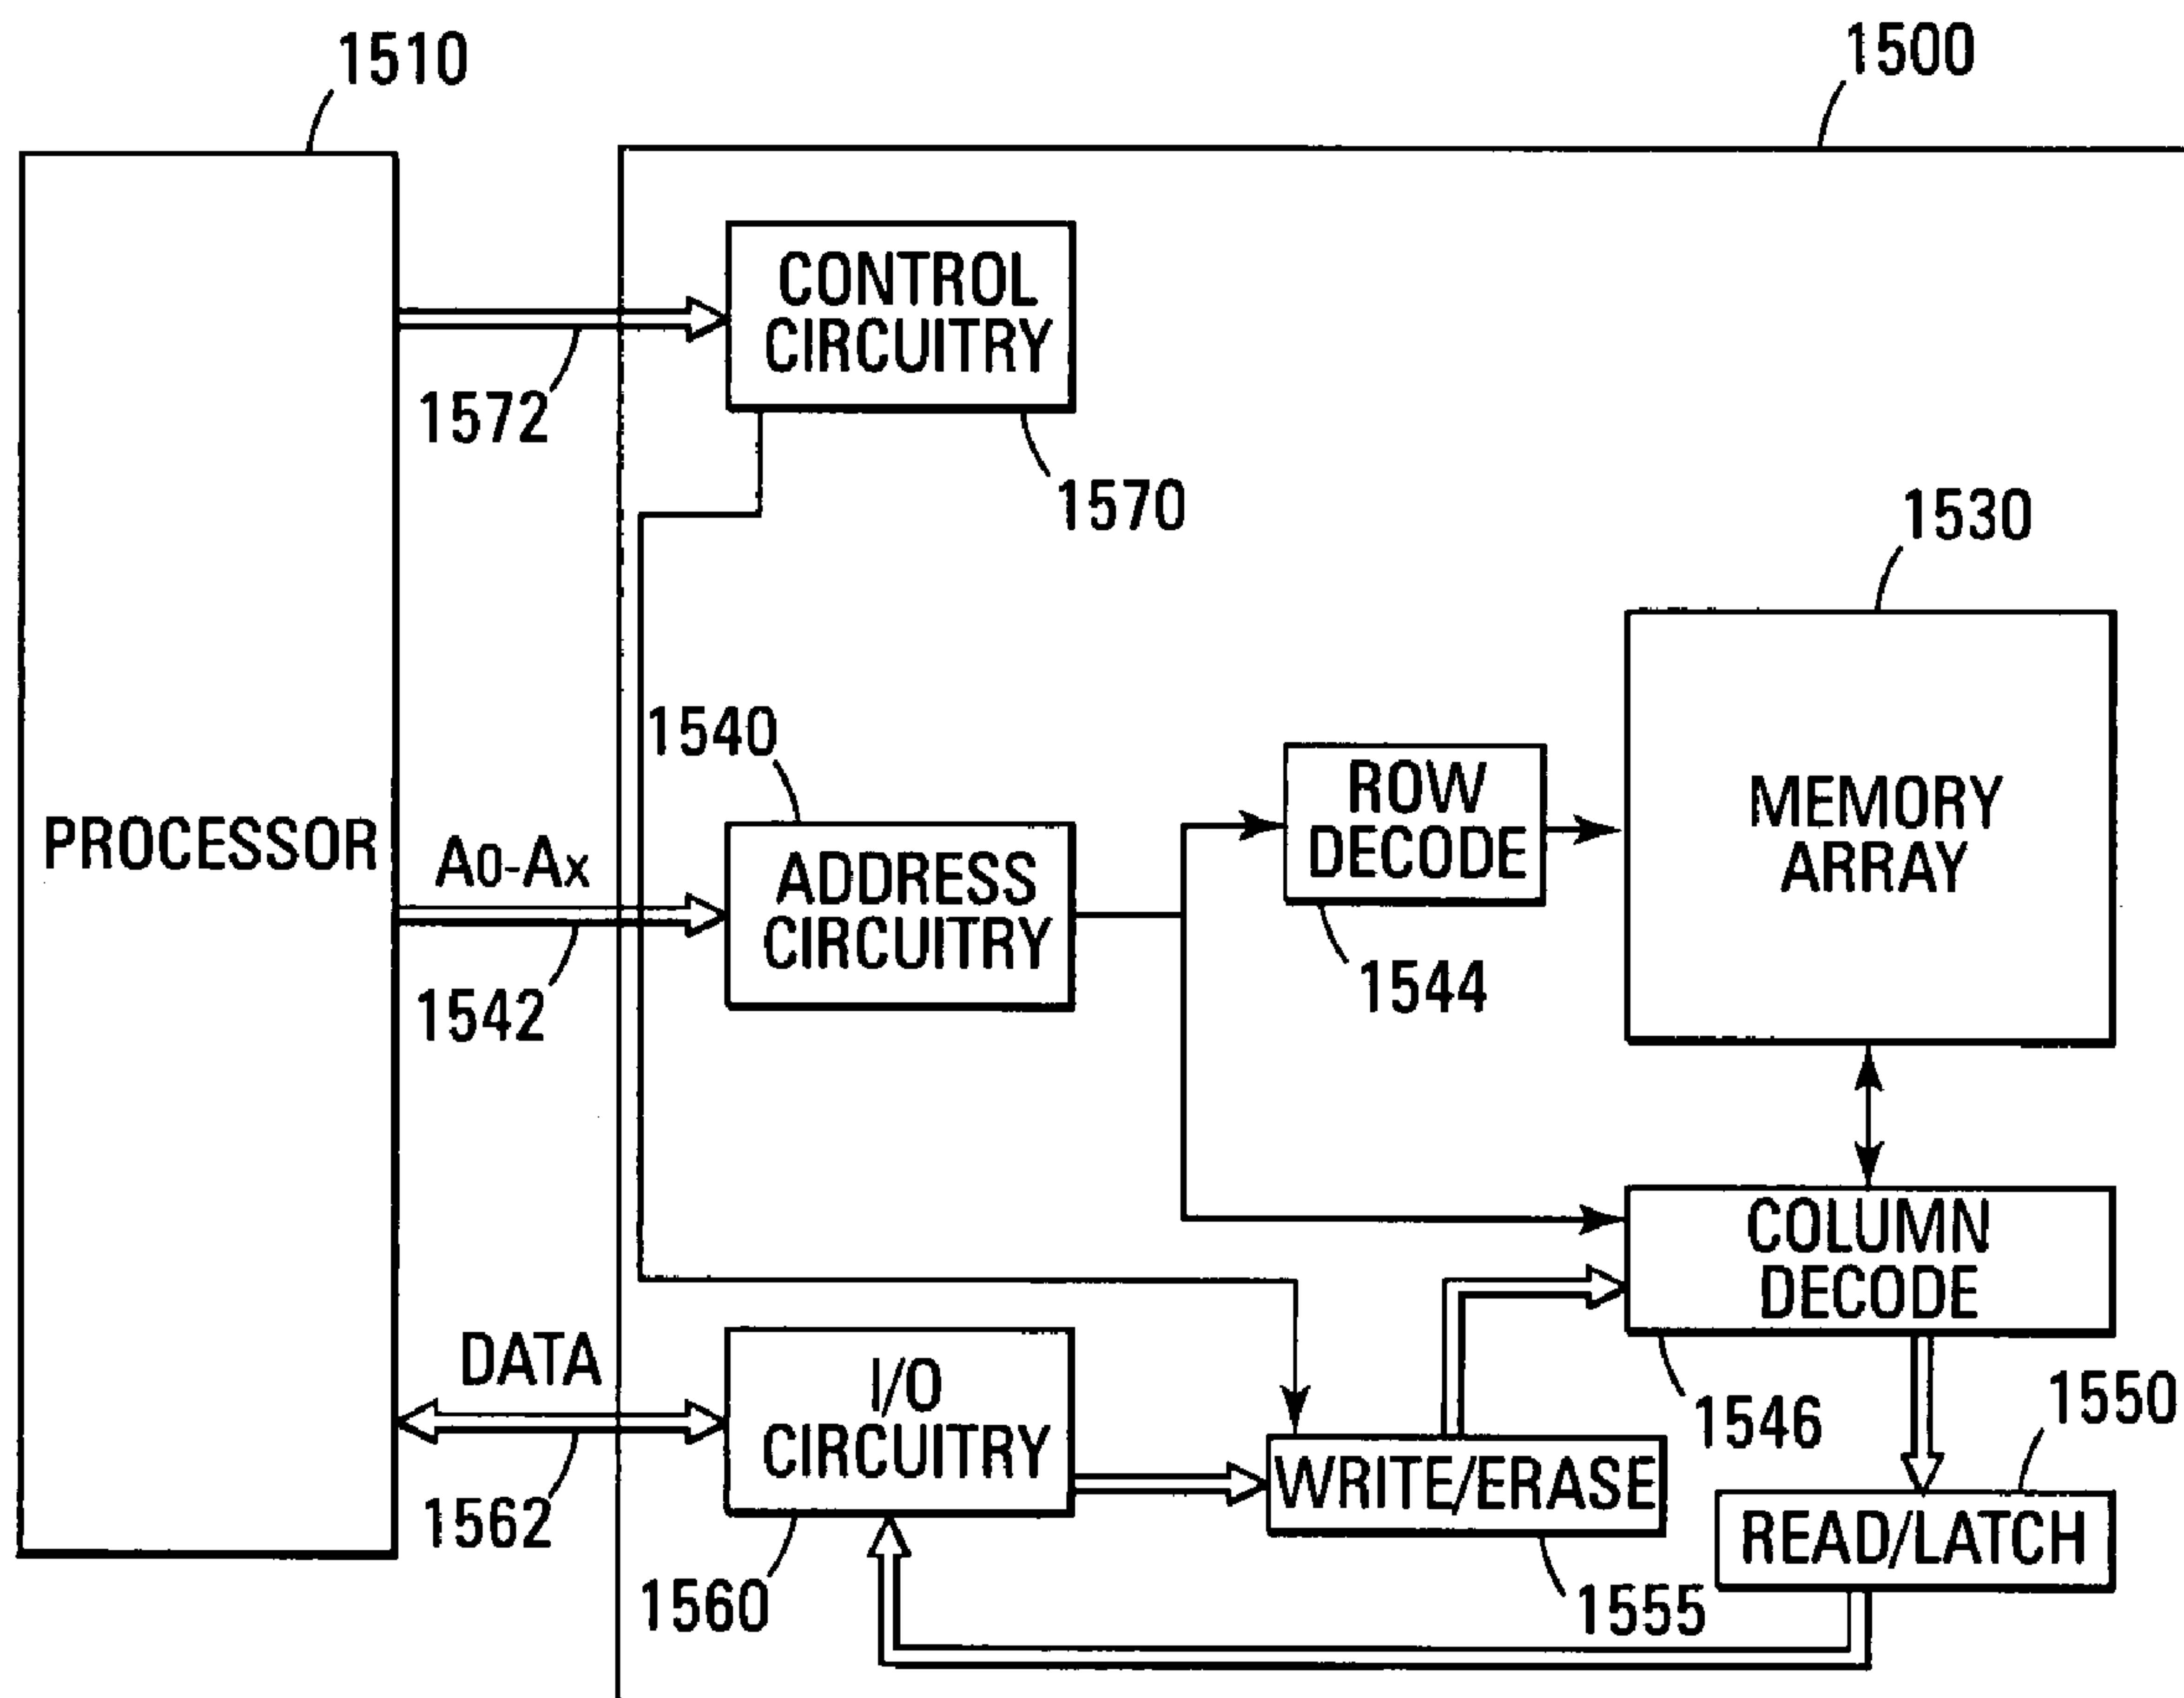 1510
1500
CONTROL
CIRCUITRY
1572
1570
1530
1540
ROW
DECODE
MEMORY
ARRAY
PROCESSOR
A0-Ax
ADDRESS
CIRCUITRY
1544
1542
COLUMN
DECODE
DATA
I/O
CIRCUITRY
1546
1550
WRITE/ERASE
1562
READ/LATCH
1560
1555